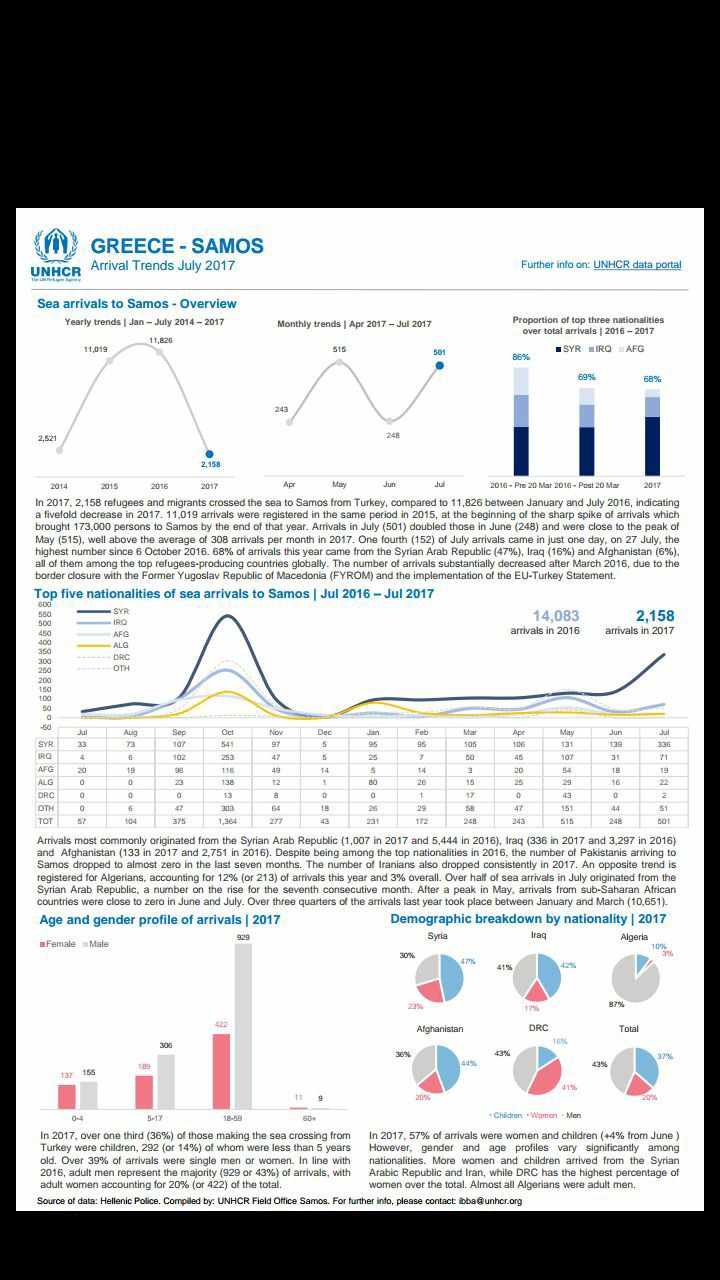 GREECE - SAMOS
Arrival Trends July 2017
UNHCR
The UN Refugee Agency
Further info on: UNHCR data portal
Sea arrivals to Samos - Overview
Yearly trends | Jan – July 2014 – 2017
11,826
11,019
2,521
2,158
2014 2015 2016 2017
Monthly trends | Apr 2017 – Jul 2017
515
501
243
248
Apr May Jun Jul
Proportion of top three nationalities
over total arrivals | 2016 – 2017
SYR IRQ AFG
86%
69%
68%
2016 - Pre 20 Mar 2016 - Post 20 Mar 2017
In 2017, 2,158 refugees and migrants crossed the sea to Samos from Turkey, compared to 11,826 between January and July 2016, indicating
a fivefold decrease in 2017. 11,019 arrivals were registered in the same period in 2015, at the beginning of the sharp spike of arrivals which
brought 173,000 persons to Samos by the end of that year. Arrivals in July (501) doubled those in June (248) and were close to the peak of
May (515), well above the average of 308 arrivals per month in 2017. One fourth (152) of July arrivals came in just one day, on 27 July, the
highest number since 6 October 2016. 68% of arrivals this year came from the Syrian Arab Republic (47%), Iraq (16%) and Afghanistan (6%),
all of them among the top refugees-producing countries globally. The number of arrivals substantially decreased after March 2016, due to the
border closure with the Former Yugoslav Republic of Macedonia (FYROM) and the implementation of the EU-Turkey Statement.
Top five nationalities of sea arrivals to Samos | Jul 2016 – Jul 2017
600
550
500
450
400
350
300
250
200
150
100
50
0
-50
SYR
IRQ
AFG
ALG
DRC
OTH
14,083
arrivals in 2016
2,158
arrivals in 2017
Jul Aug Sep Oct Nov Dec Jan Feb Mar Apr May Jun Jul
SYR 33 73 107 541 97 5 95 95 105 106 131 139 336
IRQ 4 6 102 253 47 5 25 14 50 45 107 31 71
AFG 20 19 96 116 49 14 5 14 3 20 54 18 19
ALG 0 0 23 138 12 1 80 26 15 25 29 16 22
DRC 0 0 0 13 8 0 0 1 17 0 43 0 2
OTH 0 6 47 303 64 18 26 29 58 47 151 44 51
TOT 57 104 375 1,364 277 43 231 172 248 243 515 248 501
Arrivals most commonly originated from the Syrian Arab Republic (1,007 in 2017 and 5,444 in 2016), Iraq (336 in 2017 and 3,297 in 2016)
and Afghanistan (133 in 2017 and 2,751 in 2016). Despite being among the top nationalities in 2016, the number of Pakistanis arriving to
Samos dropped to almost zero in the last seven months. The number of Iranians also dropped consistently in 2017. An opposite trend is
registered for Algerians, accounting for 12% (or 213) of arrivals this year and 3% overall. Over half of sea arrivals in July originated from the
Syrian Arab Republic, a number on the rise for the seventh consecutive month. After a peak in May, arrivals from sub-Saharan African
countries were close to zero in June and July. Over three quarters of the arrivals last year took place between January and March (10,651).
Age and gender profile of arrivals | 2017
Female Male
137 155
189 306
422 929
11 9
0-4 5-17 18-59 60+
Demographic breakdown by nationality | 2017
Syria
30% 47% 23%
Iraq
41% 42% 17%
Algeria
10% 3% 87%
Afghanistan
36% 44% 20%
DRC
16% 43% 41%
Total
43% 37% 20%
Children Women Men
In 2017, over one third (36%) of those making the sea crossing from
Turkey were children, 292 (or 14%) of whom were less than 5 years
old. Over 39% of arrivals were single men or women. In line with
2016, adult men represent the majority (929 or 43%) of arrivals, with
adult women accounting for 20% (or 422) of the total.
In 2017, 57% of arrivals were women and children (+4% from June )
However, gender and age profiles vary significantly among
nationalities. More women and children arrived from the Syrian
Arabic Republic and Iran, while DRC has the highest percentage of
women over the total. Almost all Algerians were adult men.
Source of data: Hellenic Police. Compiled by: UNHCR Field Office Samos. For further info, please contact: ibba@unhcr.org